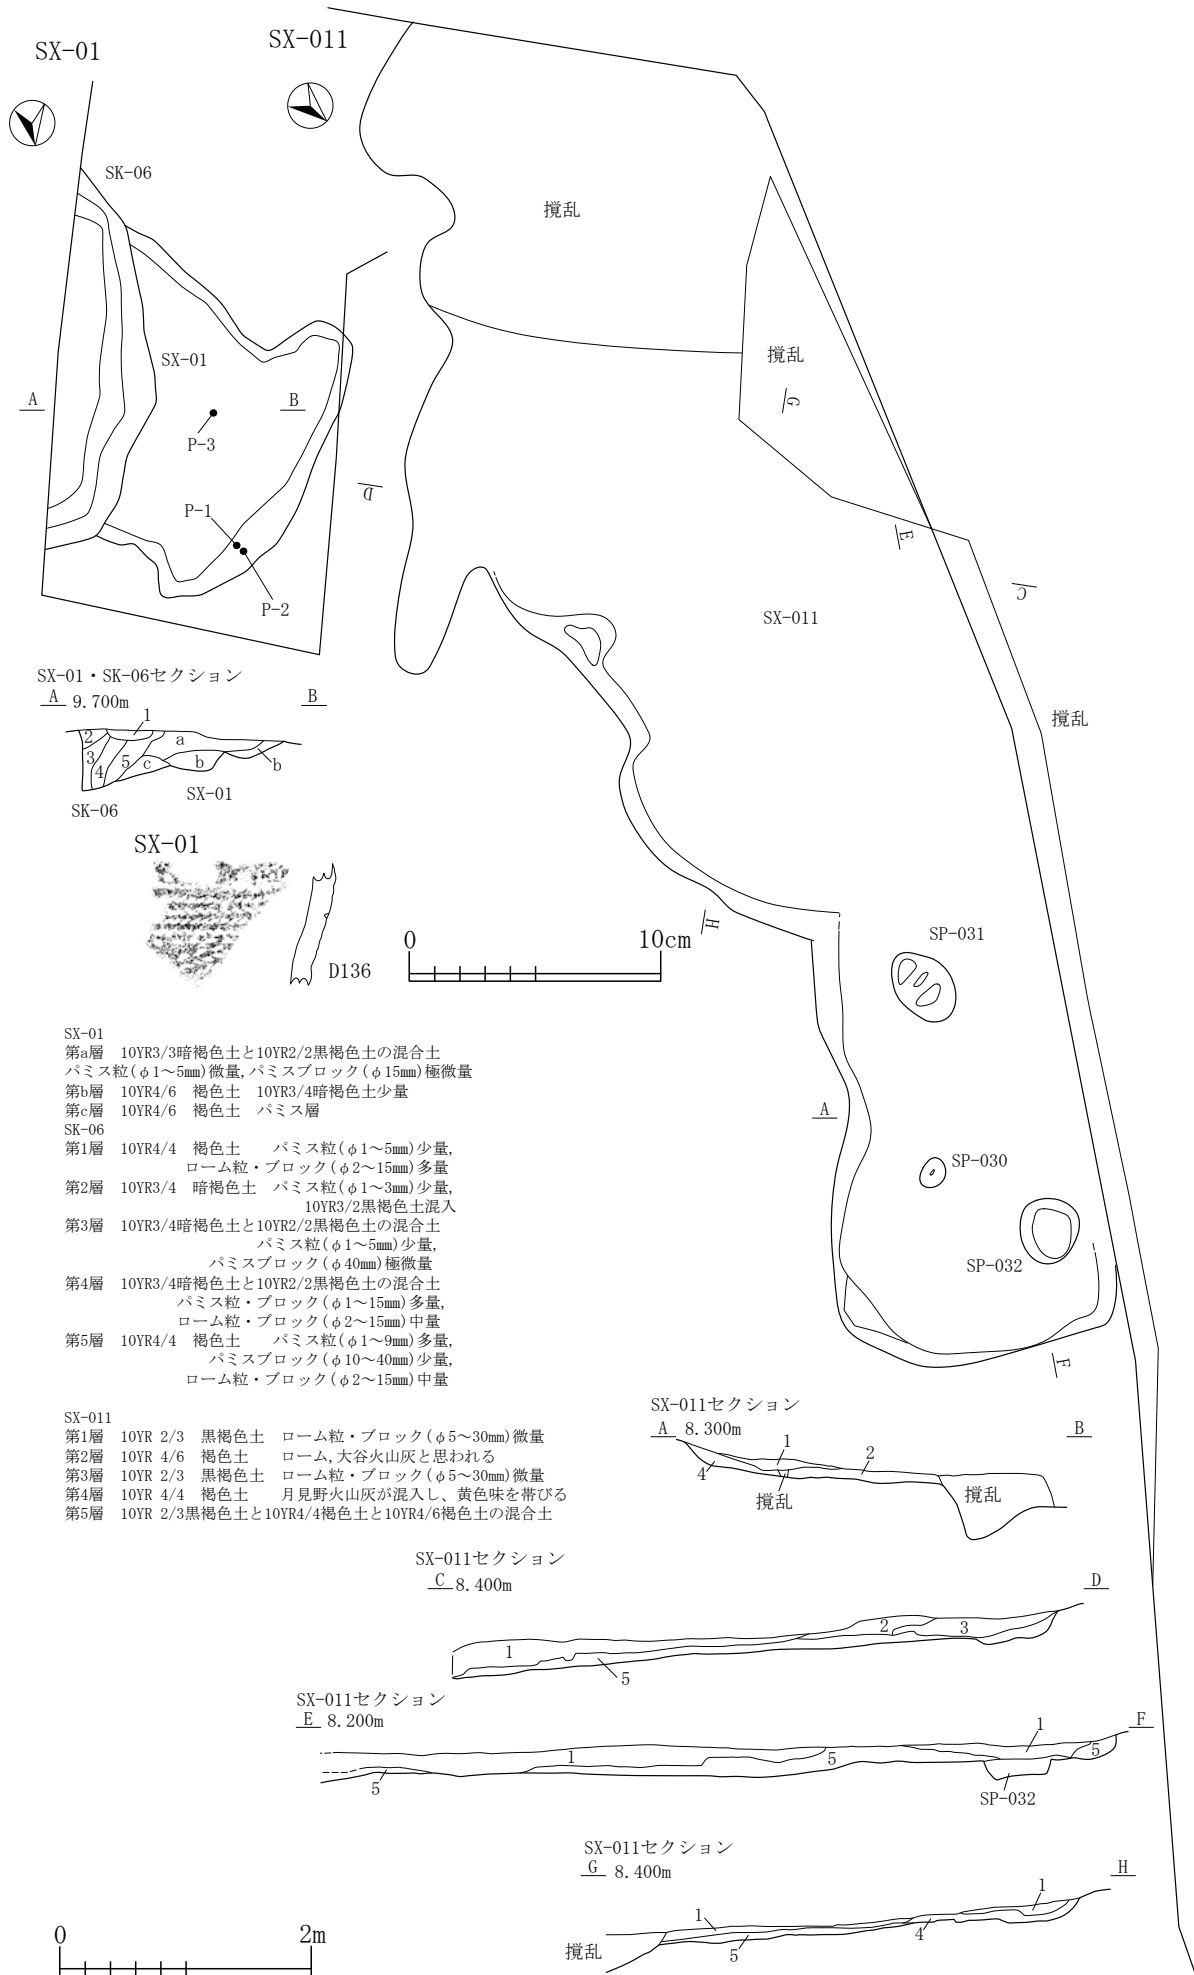 SX-01
SX-011
SK-06
撹乱
SX-01
撹乱
A
B
G
P-3
D
P-1
E
C
P-2
SX-011
SX-01・SK-06セクション
A 9.700m B
撹乱
1
2
a
3
5
4
c
b
b
SX-01
SK-06
SX-01
H
SP-031
0 10cm
D136
SX-01
第a層 10YR3/3暗褐色土と10YR2/2黒褐色土の混合土
パミス粒(φ1～5㎜)微量,パミスブロック(φ15㎜)極微量
第b層 10YR4/6 褐色土 10YR3/4暗褐色土少量
第c層 10YR4/6 褐色土 パミス層
SK-06
第1層 10YR4/4 褐色土 パミス粒(φ1～5㎜)少量,
ローム粒・ブロック(φ2～15㎜)多量
第2層 10YR3/4 暗褐色土 パミス粒(φ1～3㎜)少量,
10YR3/2黒褐色土混入
第3層 10YR3/4暗褐色土と10YR2/2黒褐色土の混合土
パミス粒(φ1～5㎜)少量,
パミスブロック(φ40㎜)極微量
第4層 10YR3/4暗褐色土と10YR2/2黒褐色土の混合土
パミス粒・ブロック(φ1～15㎜)多量,
ローム粒・ブロック(φ2～15㎜)中量
第5層 10YR4/4 褐色土 パミス粒(φ1～9㎜)多量,
パミスブロック(φ10～40㎜)少量,
ローム粒・ブロック(φ2～15㎜)中量
SX-011
第1層 10YR 2/3 黒褐色土 ローム粒・ブロック(φ5～30㎜)微量
第2層 10YR 4/6 褐色土 ローム,大谷火山灰と思われる
第3層 10YR 2/3 黒褐色土 ローム粒・ブロック(φ5～30㎜)微量
第4層 10YR 4/4 褐色土 月見野火山灰が混入し、黄色味を帯びる
第5層 10YR 2/3黒褐色土と10YR4/4褐色土と10YR4/6褐色土の混合土
A
SP-030
SP-032
F
SX-011セクション
A 8.300m B
1
2
4
撹乱
撹乱
SX-011セクション
C 8.400m D
2
3
1
5
SX-011セクション
E 8.200m F
1
1
5
5
5
SP-032
SX-011セクション
G 8.400m H
1
1
4
5
撹乱
0 2m